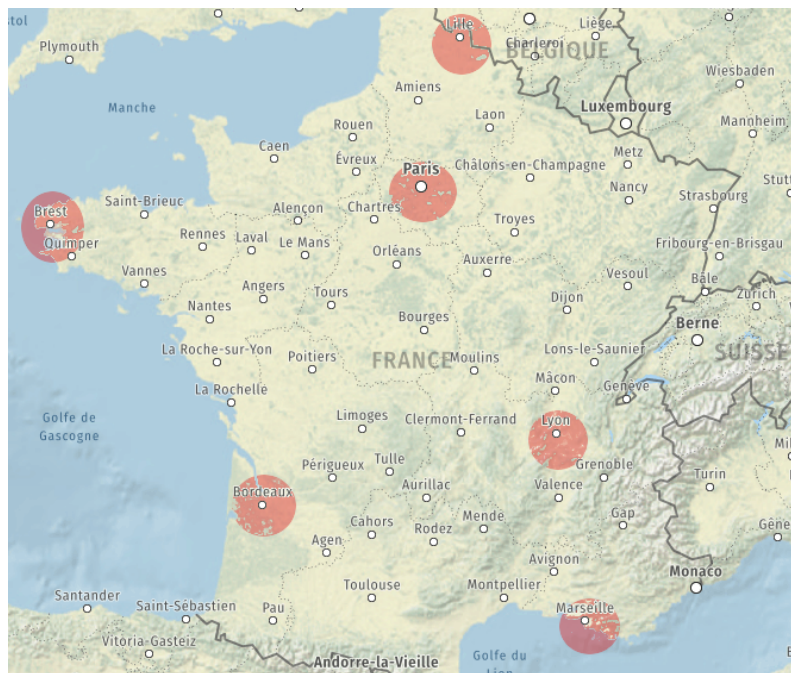 istol
Plymouth
Lille
Liège
Charleroi
BELGIQUE
Wiesbaden
Amiens
Manche
Luxembourg
Laon
Rouen
Mannheim
Caen
Évreux
Paris
Châlons-en-Champagne
Metz
Nancy
Strasbourg
Stutt
Brest
Saint-Brieuc
Alençon
Chartres
Troyes
Quimper
Rennes
Laval
Le Mans
Orléans
Auxerre
Fribourg-en-Brisgau
Vannes
Vesoul
Bâle
Angers
Tours
Dijon
Zurich
Nantes
Bourges
Berne
La Roche-sur-Yon
Poitiers
FRANCE
Moulins
Lons-le-Saunier
SUISSE
La Rochelle
Mâcon
Genève
Golfe de
Gascogne
Limoges
Clermont-Ferrand
Lyon
Mi
Périgueux
Tulle
Grenoble
Turin
Bordeaux
Aurillac
Valence
Cahors
Rodez
Mende
Gap
Gêne
Agen
Avignon
Monaco
Santander
Saint-Sébastien
Pau
Toulouse
Montpellier
Marseille
Vitoria-Gasteiz
Andorre-la-Vieille
Golfe du
Lion